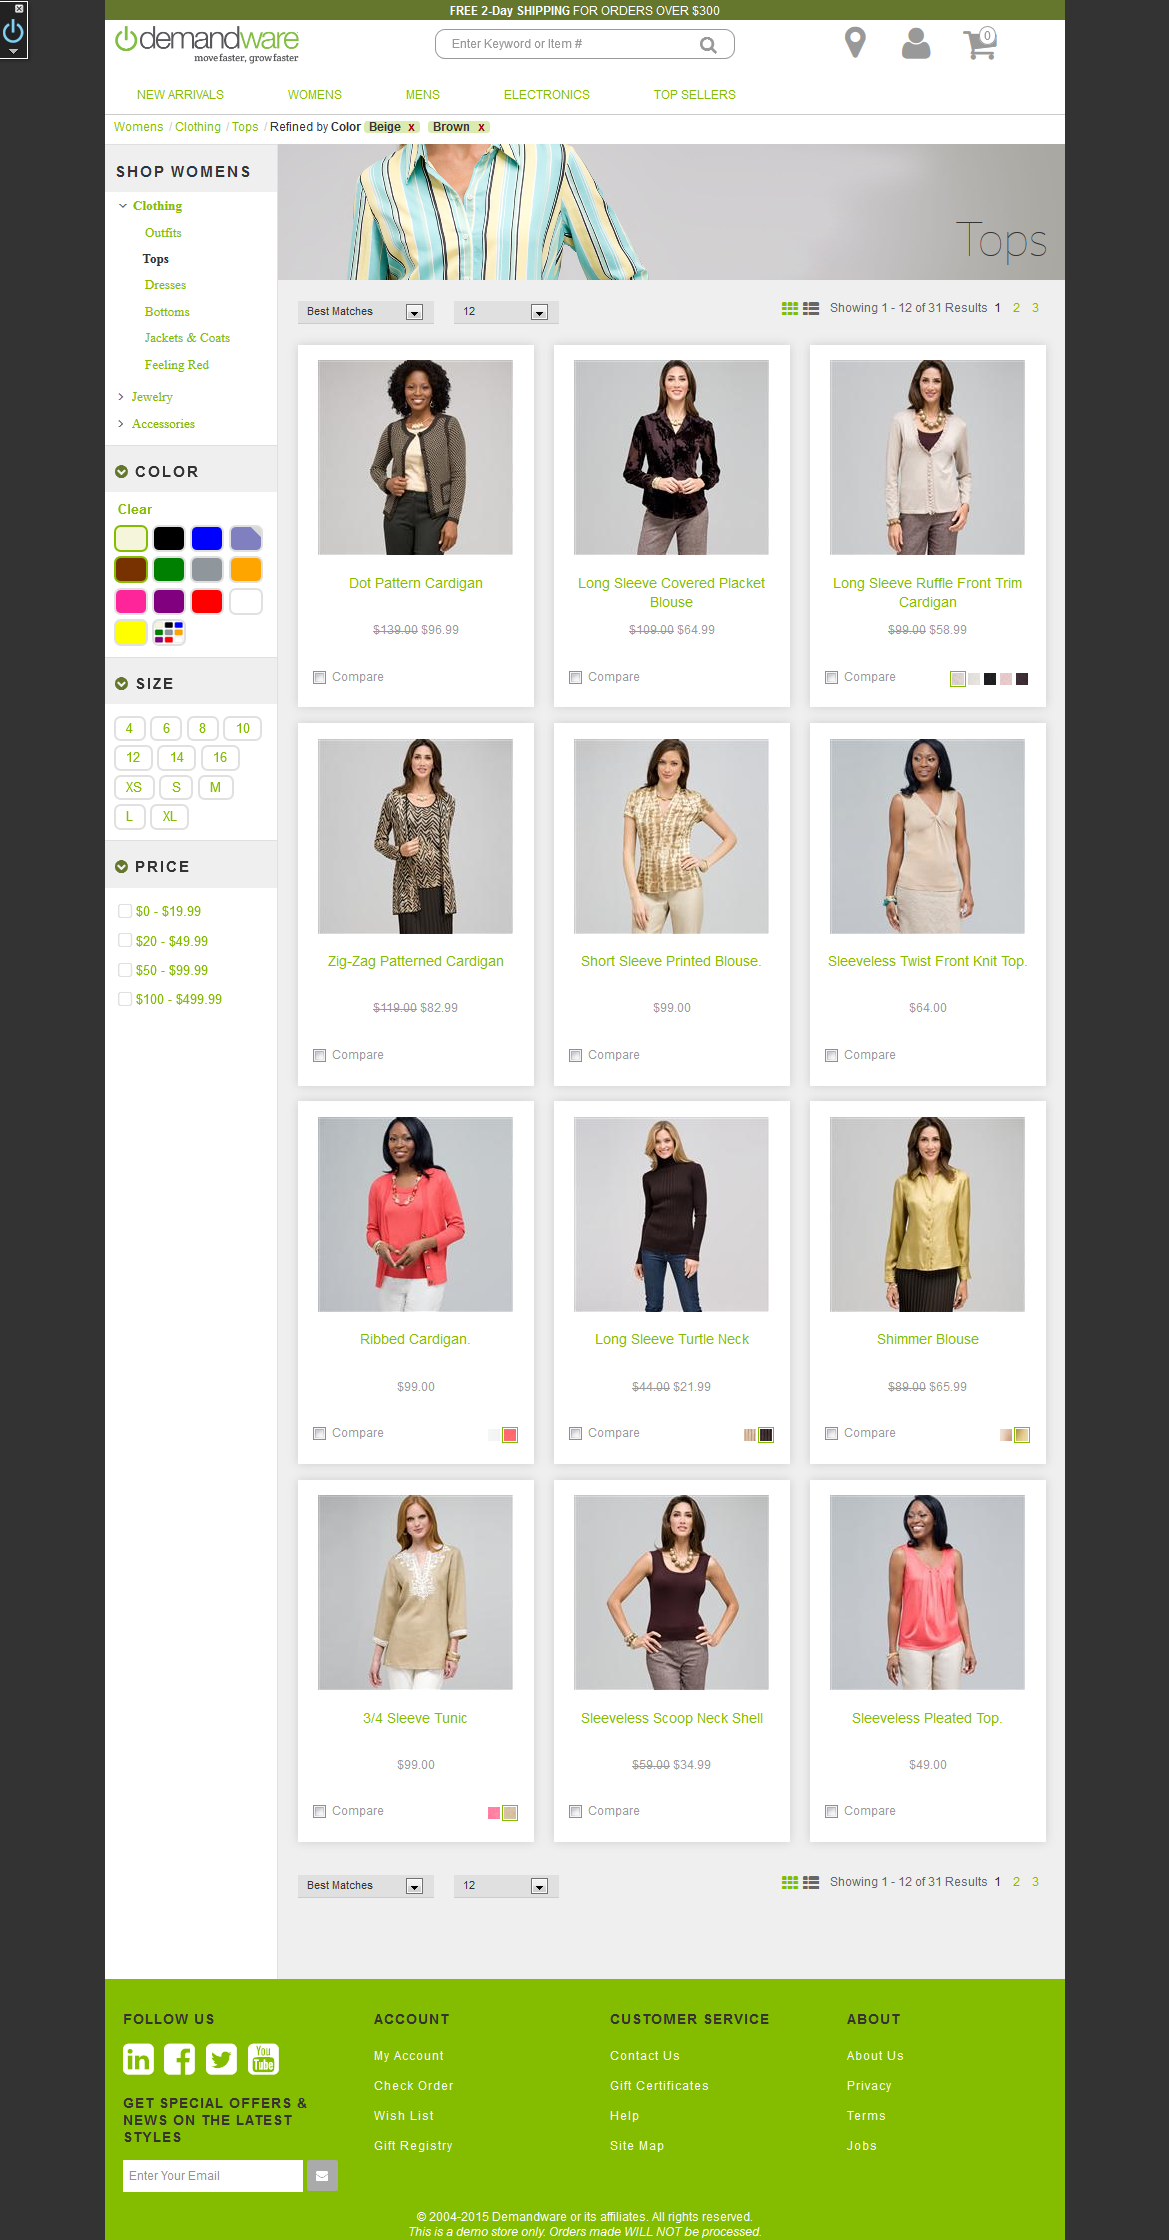 FREE 2-Day SHIPPING FOR ORDERS OVER $300
demandware
move faster, grow faster
Enter Keyword or Item #
0
NEW ARRIVALS WOMENS MENS ELECTRONICS TOP SELLERS
Womens / Clothing / Tops / Refined by Color Beige x Brown x
SHOP WOMENS
Clothing
Outfits
Tops
Dresses
Bottoms
Jackets & Coats
Feeling Red
Jewelry
Accessories
COLOR
Clear
SIZE
4 6 8 10
12 14 16
XS S M
L XL
PRICE
$0 - $19.99
$20 - $49.99
$50 - $99.99
$100 - $499.99
Tops
Best Matches 12 Showing 1 - 12 of 31 Results 1 2 3
Dot Pattern Cardigan
$139.00 $96.99
Compare
Long Sleeve Covered Placket
Blouse
$109.00 $64.99
Compare
Long Sleeve Ruffle Front Trim
Cardigan
$99.00 $58.99
Compare
Zig-Zag Patterned Cardigan
$119.00 $82.99
Compare
Short Sleeve Printed Blouse.
$99.00
Compare
Sleeveless Twist Front Knit Top.
$64.00
Compare
Ribbed Cardigan.
$99.00
Compare
Long Sleeve Turtle Neck
$44.00 $21.99
Compare
Shimmer Blouse
$89.00 $65.99
Compare
3/4 Sleeve Tunic
$99.00
Compare
Sleeveless Scoop Neck Shell
$59.00 $34.99
Compare
Sleeveless Pleated Top.
$49.00
Compare
Best Matches 12 Showing 1 - 12 of 31 Results 1 2 3
FOLLOW US
in
You
Tube
GET SPECIAL OFFERS &
NEWS ON THE LATEST
STYLES
Enter Your Email
ACCOUNT
My Account
Check Order
Wish List
Gift Registry
CUSTOMER SERVICE
Contact Us
Gift Certificates
Help
Site Map
ABOUT
About Us
Privacy
Terms
Jobs
© 2004-2015 Demandware or its affiliates. All rights reserved.
This is a demo store only. Orders made WILL NOT be processed.